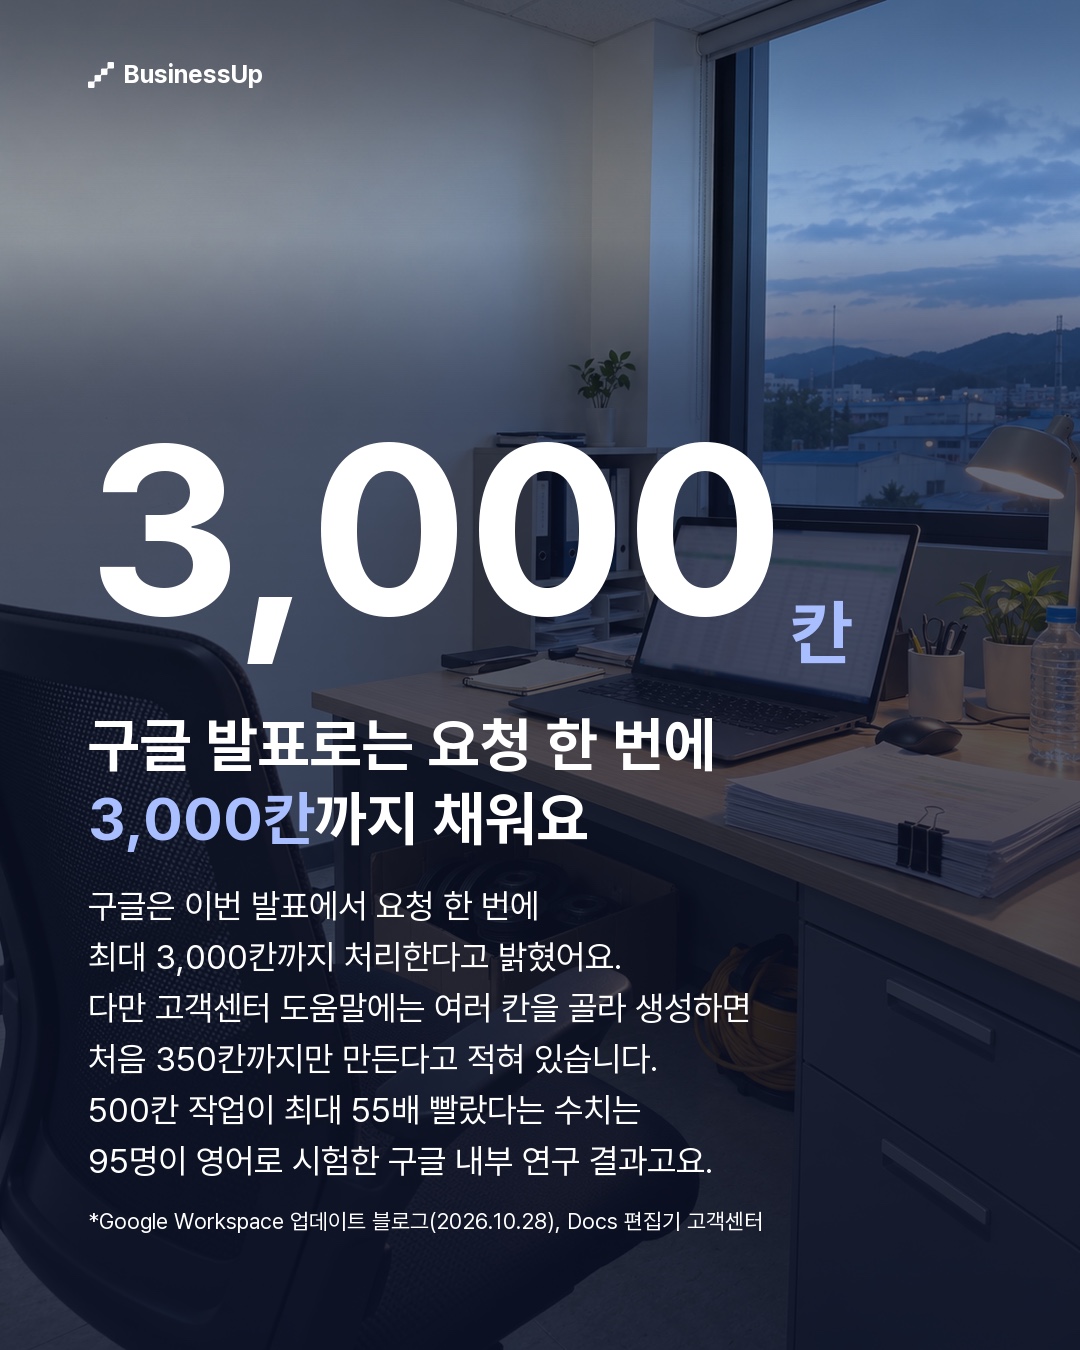 BusinessUp
3,000칸
구글 발표로는 요청 한 번에
3,000칸까지 채워요
구글은 이번 발표에서 요청 한 번에
최대 3,000칸까지 처리한다고 밝혔어요.
다만 고객센터 도움말에는 여러 칸을 골라 생성하면
처음 350칸까지만 만든다고 적혀 있습니다.
500칸 작업이 최대 55배 빨랐다는 수치는
95명이 영어로 시험한 구글 내부 연구 결과고요.
*Google Workspace 업데이트 블로그(2026.10.28), Docs 편집기 고객센터